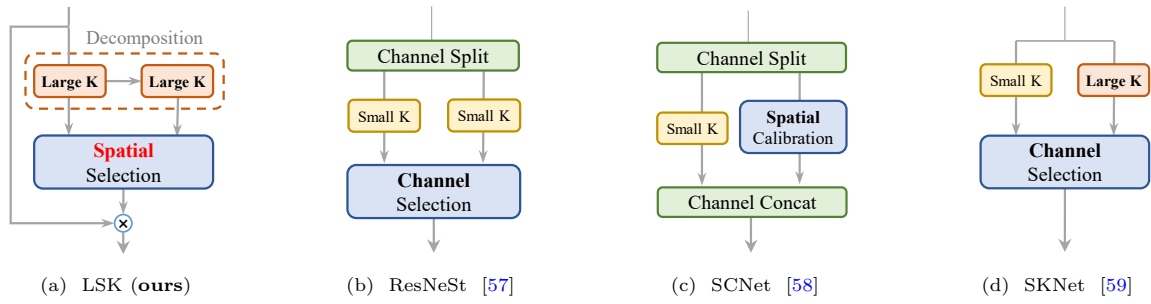 Decomposition
Large K
Large K
Spatial
Selection
×
(a) LSK (ours)
Channel Split
Small K
Small K
Channel
Selection
(b) ResNeSt [57]
Channel Split
Small K
Spatial
Calibration
Channel Concat
(c) SCNet [58]
Small K
Large K
Channel
Selection
(d) SKNet [59]